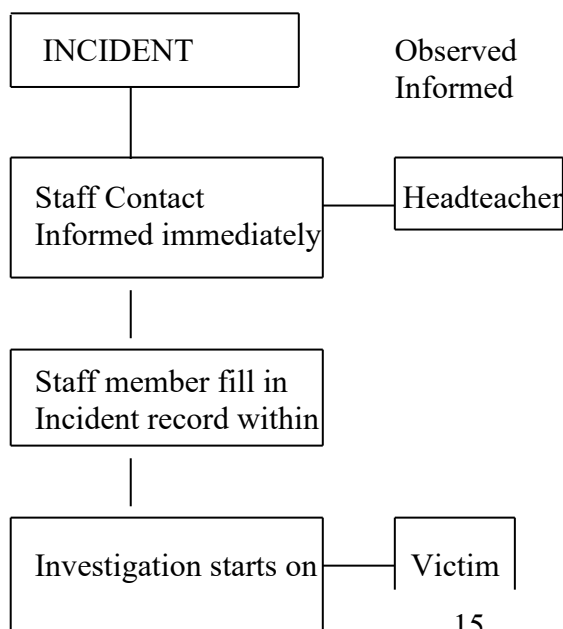 INCIDENT
Observed
Informed
Staff Contact
Informed immediately
Headteacher
Staff member fill in
Incident record within
Investigation starts on
Victim
15